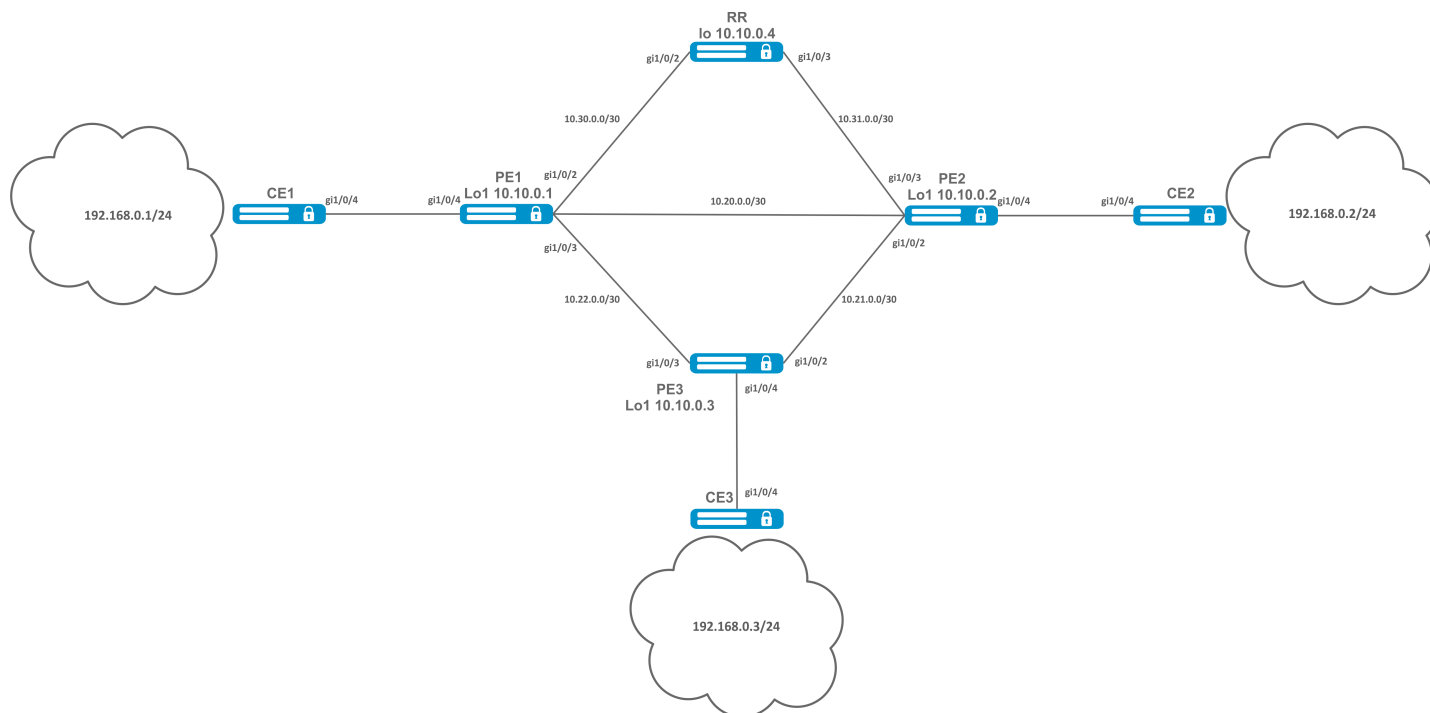 RR
lo 10.10.0.4
gi1/0/2
gi1/0/3
10.30.0.0/30
10.31.0.0/30
192.168.0.1/24
CE1
gi1/0/4
gi1/0/4
PE1
Lo1 10.10.0.1
gi1/0/2
gi1/0/3
10.20.0.0/30
gi1/0/3
PE2
Lo1 10.10.0.2
gi1/0/4
gi1/0/2
gi1/0/4
CE2
192.168.0.2/24
10.22.0.0/30
10.21.0.0/30
gi1/0/3
gi1/0/2
PE3
Lo1 10.10.0.3
gi1/0/4
gi1/0/4
CE3
192.168.0.3/24